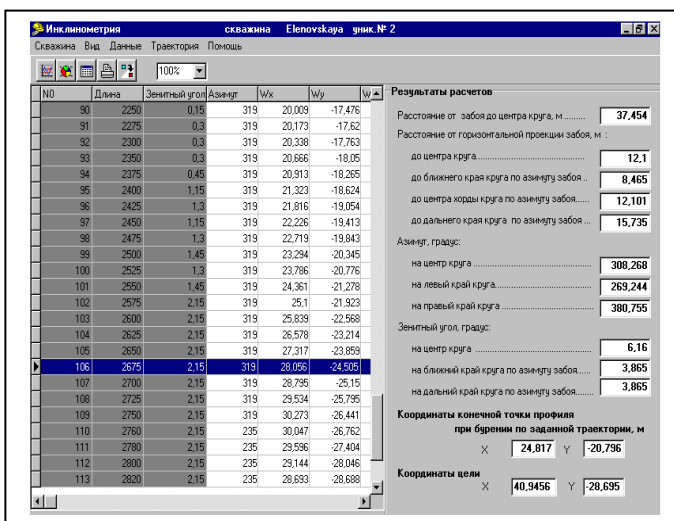 Инклинометрия скважина Elenovskaya уник.№ 2
Скважина Вид Данные Траектория Помощь
100%
N0 Длина Зенитный угол Азимут Wx Wy W
90 2250 0,15 319 20,009 -17,476
91 2275 0,3 319 20,173 -17,62
92 2300 0,3 319 20,338 -17,763
93 2350 0,3 319 20,666 -18,05
94 2375 0,45 319 20,913 -18,265
95 2400 1,15 319 21,323 -18,624
96 2425 1,3 319 21,816 -19,054
97 2450 1,15 319 22,226 -19,413
98 2475 1,3 319 22,719 -19,843
99 2500 1,45 319 23,294 -20,345
100 2525 1,3 319 23,786 -20,776
101 2550 1,45 319 24,361 -21,278
102 2575 2,15 319 25,1 -21,923
103 2600 2,15 319 25,839 -22,568
104 2625 2,15 319 26,578 -23,214
105 2650 2,15 319 27,317 -23,859
106 2675 2,15 319 28,056 -24,505
107 2700 2,15 319 28,795 -25,15
108 2725 2,15 319 29,534 -25,795
109 2750 2,15 319 30,273 -26,441
110 2760 2,15 235 30,047 -26,762
111 2780 2,15 235 29,596 -27,404
112 2800 2,15 235 29,144 -28,046
113 2820 2,15 235 28,693 -28,688
Результаты расчетов
Расстояние от забоя до центра круга, м ......... 37,454
Расстояние от горизонтальной проекции забоя, м :
до центра круга.......................................................... 12,1
до ближнего края круга по азимуту забоя .. 8,465
до центра хорды круга по азимуту забоя...... 12,101
до дальнего края круга по азимуту забоя .... 15,735
Азимут, градус:
на центр круга ............................................. 308,268
на левый край круга..................................... 269,244
на правый край круга ................................... 380,755
Зенитный угол, градус:
на центр круга ............................................. 6,16
на ближний край круга по азимуту забоя...... 3,865
на дальний край круга по азимуту забоя........ 3,865
Координаты конечной точки профиля
при бурении по заданной траектории, м
X 24,817 Y -20,796
Координаты цели
X 40,9456 Y -28,695